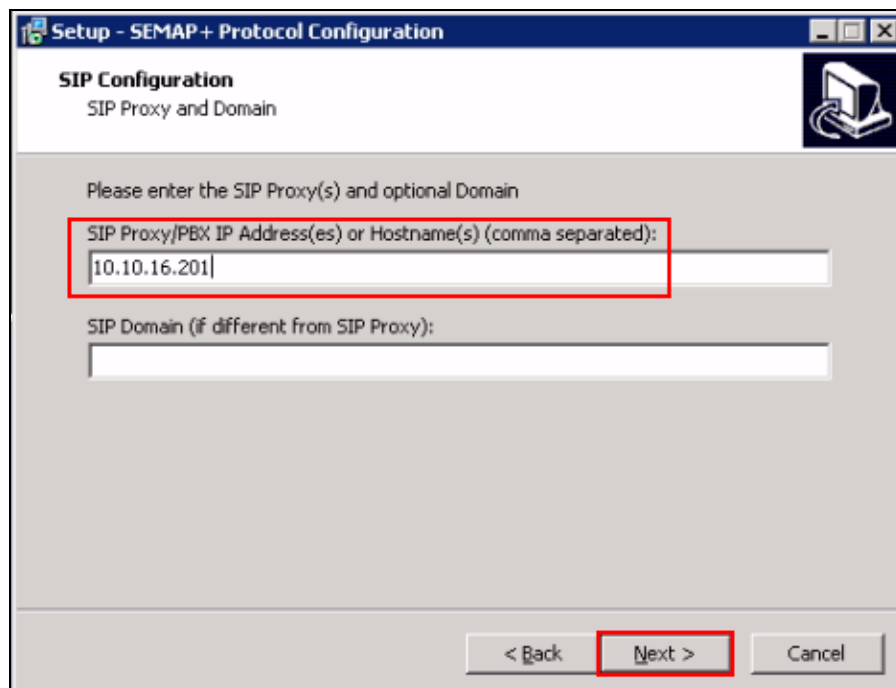 Setup - SEMAP+ Protocol Configuration
SIP Configuration
SIP Proxy and Domain
Please enter the SIP Proxy(s) and optional Domain
SIP Proxy/PBX IP Address(es) or Hostname(s) (comma separated):
10.10.16.201
SIP Domain (if different from SIP Proxy):
< Back
Next >
Cancel